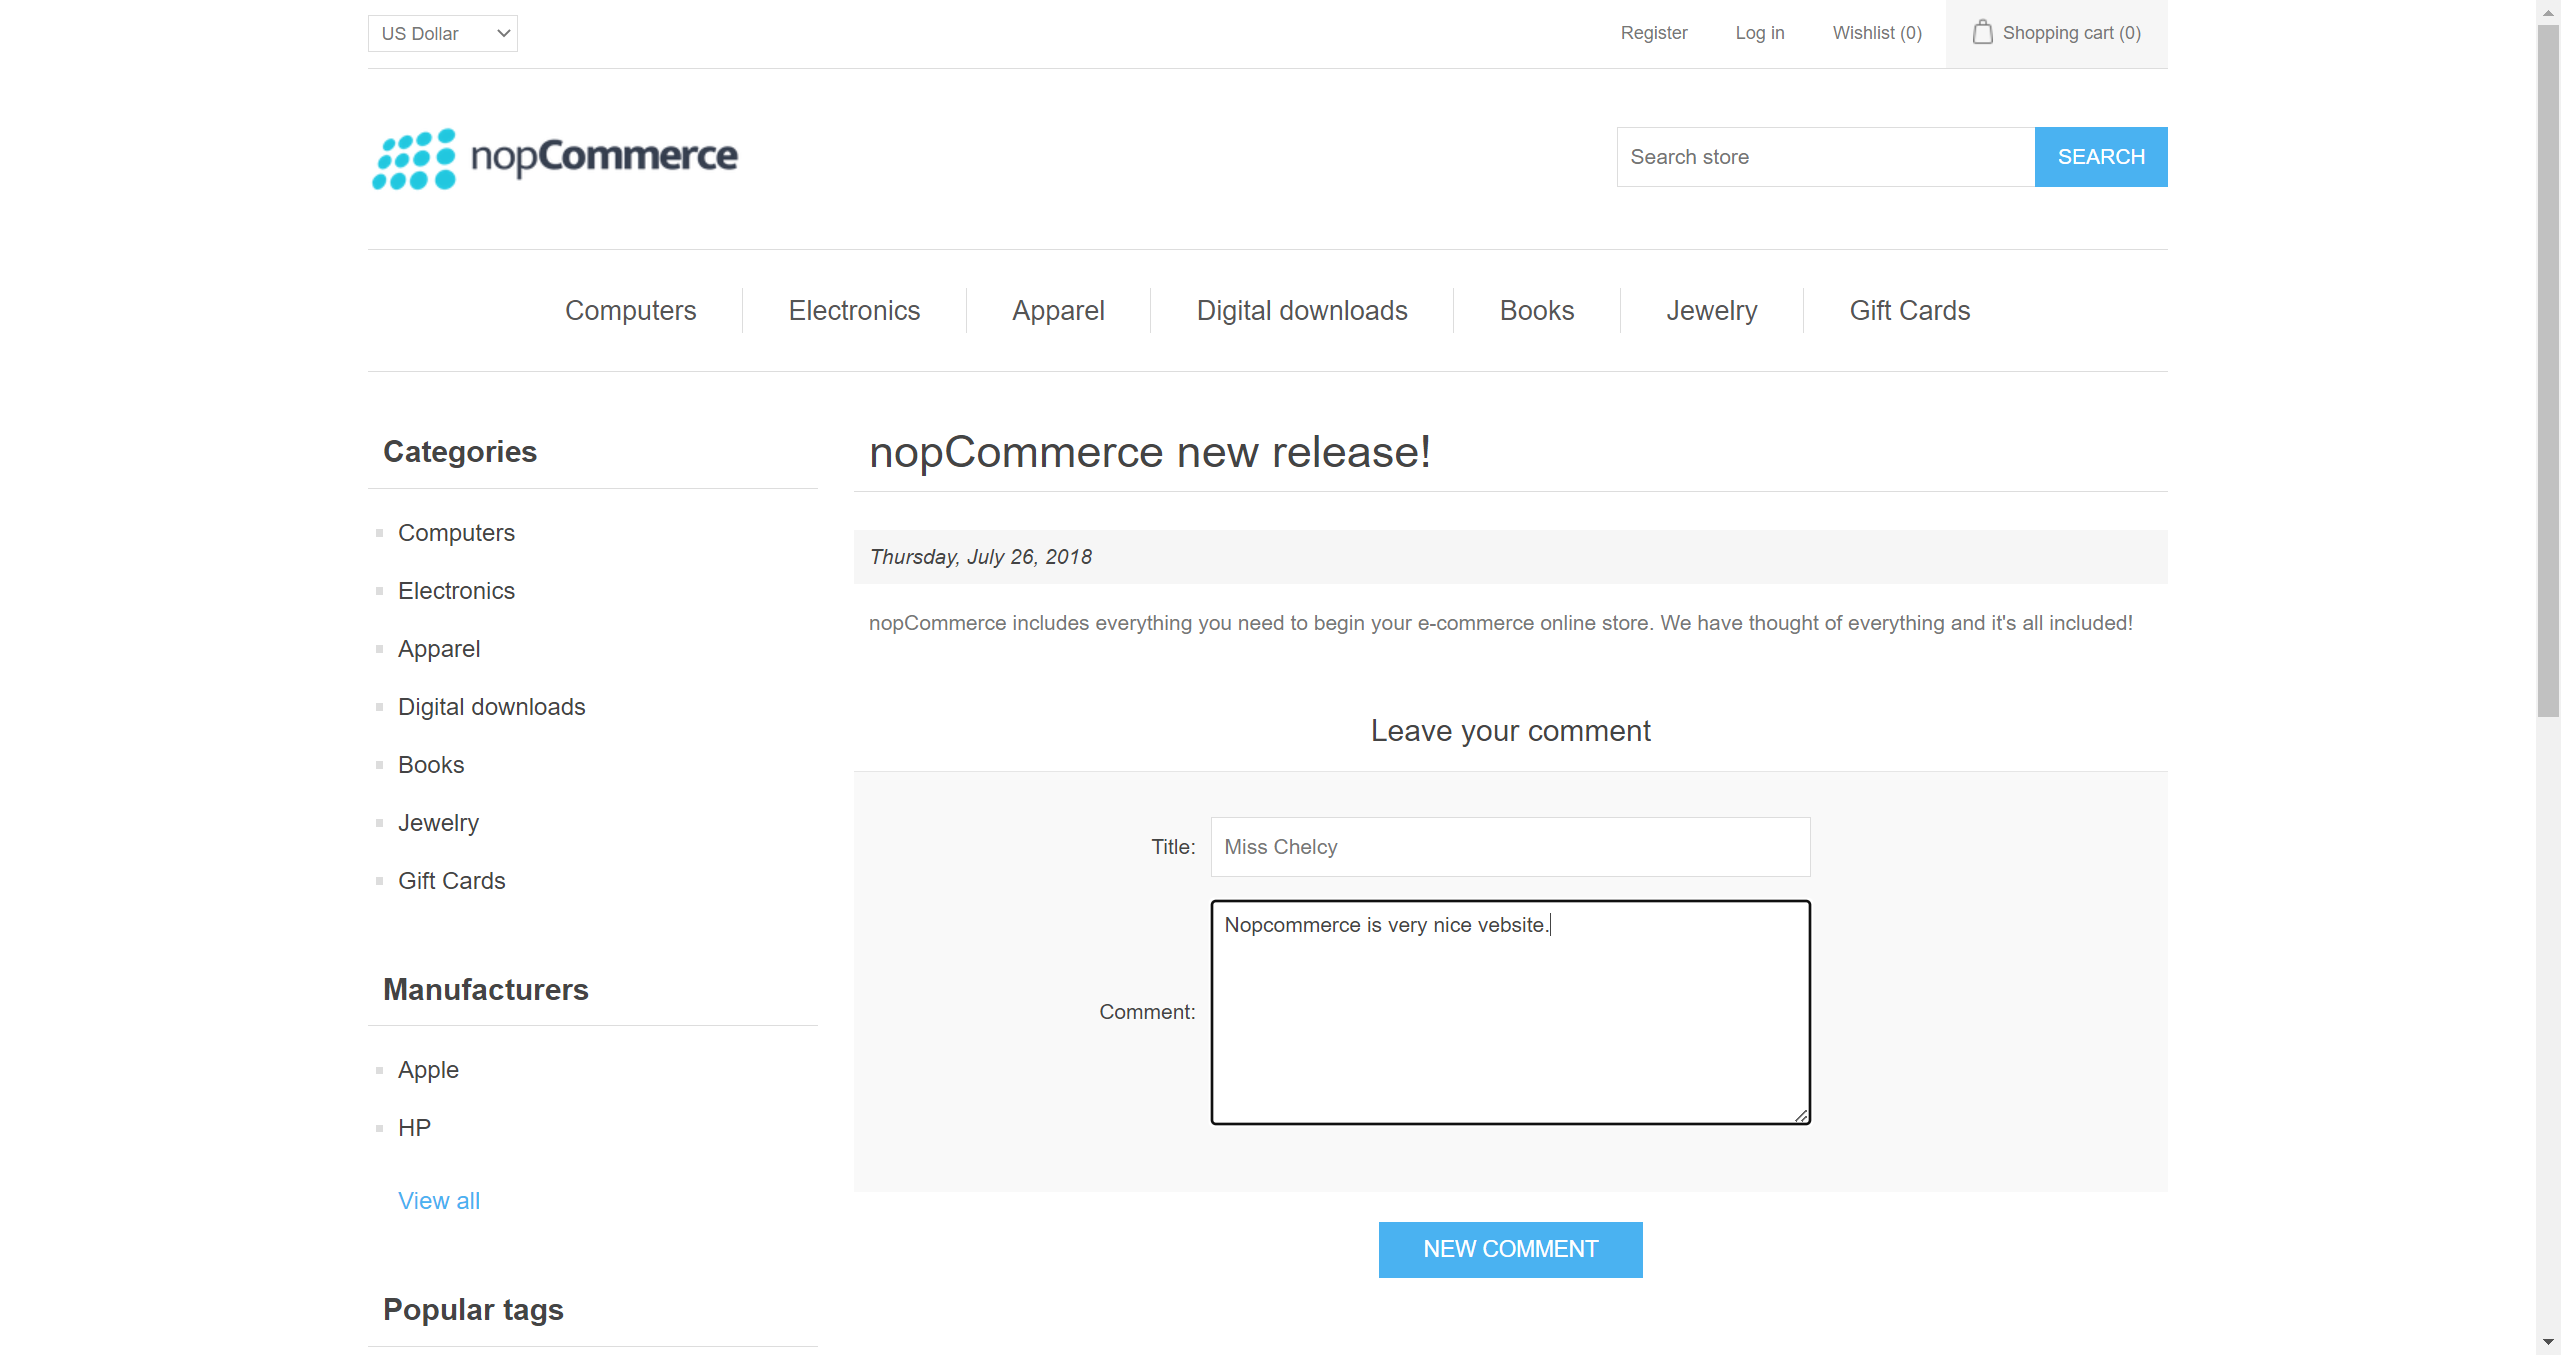 US Dollar
Register
Log in
Wishlist (0)
Shopping cart (0)
nopCommerce
Search store
SEARCH
Computers
Electronics
Apparel
Digital downloads
Books
Jewelry
Gift Cards
Categories
Computers
Electronics
Apparel
Digital downloads
Books
Jewelry
Gift Cards
Manufacturers
Apple
HP
View all
Popular tags
nopCommerce new release!
Thursday, July 26, 2018
nopCommerce includes everything you need to begin your e-commerce online store. We have thought of everything and it's all included!
Leave your comment
Title:
Miss Chelcy
Comment:
Nopcommerce is very nice vebsite.
NEW COMMENT